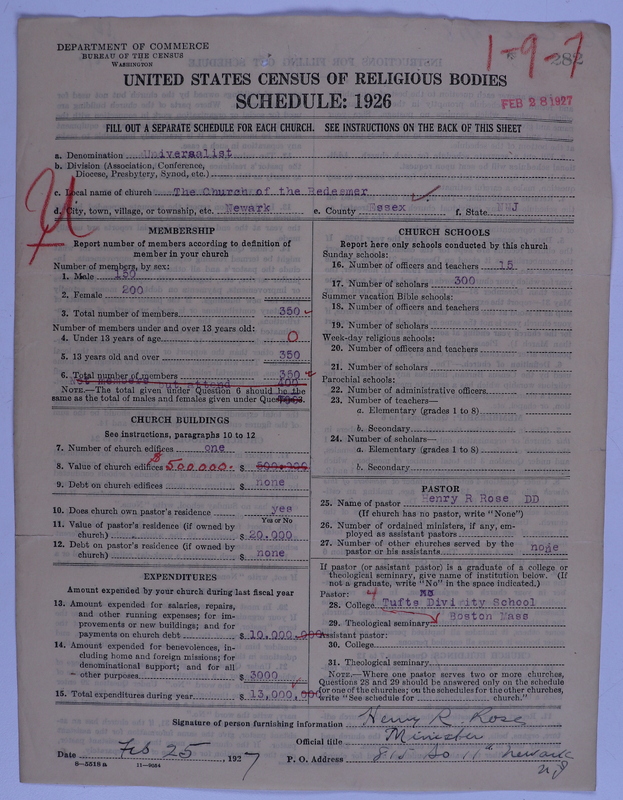 DEPARTMENT OF COMMERCE
BUREAU OF THE CENSUS
WASHINGTON
1-9-7
282
UNITED STATES CENSUS OF RELIGIOUS BODIES
SCHEDULE: 1926
FEB 28 1927
FILL OUT A SEPARATE SCHEDULE FOR EACH CHURCH. SEE INSTRUCTIONS ON THE BACK OF THIS SHEET
a. Denomination Universalist
b. Division (Association, Conference,
Diocese, Presbytery, Synod, etc.)
c. Local name of church The Church of the Redeemer
d. City, town, village, or township, etc. Newark e. County Essex f. State N J
MEMBERSHIP
Report number of members according to definition of
member in your church
Number of members, by sex:
1. Male 150
2. Female 200
3. Total number of members 350
Number of members under and over 13 years old:
4. Under 13 years of age 0
5. 13 years old and over 350
6. Total number of members 350
not members but attend 400
NOTE.—The total given under Question 6 should be the
same as the total of males and females given under Question 3.
CHURCH BUILDINGS
See instructions, paragraphs 10 to 12
7. Number of church edifices one
8. Value of church edifices $500.000. $ 500.000
9. Debt on church edifices $ none
10. Does church own pastor's residence yes
Yes or No
11. Value of pastor's residence (if owned by
church) $ 20.000
12. Debt on pastor's residence (if owned by
church) $ none
EXPENDITURES
Amount expended by church during last fiscal year
13. Amount expended for salaries, repairs,
and other running expenses; for im-
provements or new buildings; and for
payments on church debt $ 10,000.000
14. Amount expended for benevolences, in-
cluding home and foreign missions; for
denominational support; and for all
other purposes $ 3000
15. Total expenditures during year $ 13,000,000
CHURCH SCHOOLS
Report here only schools conducted by this church
Sunday schools:
16. Number of officers and teachers 15
17. Number of scholars 300
Summer vacation Bible schools:
18. Number of officers and teachers
19. Number of scholars
Week-day religious schools:
20. Number of officers and teachers
21. Number of scholars
Parochial schools:
22. Number of administrative officers
23. Number of teachers—
a. Elementary (grades 1 to 8)
b. Secondary
24. Number of scholars—
a. Elementary (grades 1 to 8)
b. Secondary
PASTOR
25. Name of pastor Henry R Rose DD
(If church has no pastor, write "None")
26. Number of ordained ministers, if any, em-
ployed as assistant pastors
27. Number of other churches served by the
pastor or his assistants none
If pastor (or assistant pastor) is a graduate of a college or
theological seminary, give name of institution below. (If
not a graduate, write "No" in the space indicated.)
Pastor:
28. College Tufts Divinity School
29. Theological seminary Boston Mass
Assistant pastor:
30. College
31. Theological seminary
NOTE.—Where one pastor serves two or more churches,
Questions 28 and 29 should be answered only on the schedule
for one of the churches; on the schedules for the other churches,
write "See schedule for church."
Signature of person furnishing information Henry R. Rose
Official title Minister
Date Feb 25, 1927
P. O. Address 815 So 11th Newark
NJ
8—5518 a 11—9084